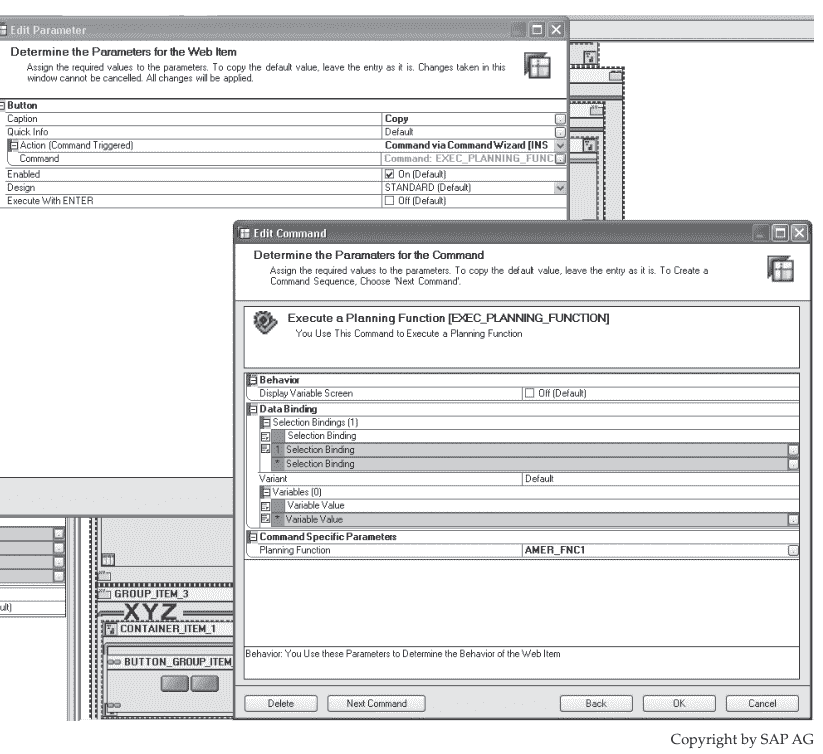 Edit Parameter
Determine the Parameters for the Web Item
Assign the required values to the parameters. To copy the default value, leave the entry as it is. Changes taken in this
window cannot be cancelled. All changes will be applied.
Button
Caption Copy
Quick Info Default
Action (Command Triggered) Command via Command Wizard [INS
Command Command: EXEC_PLANNING_FUNC
Enabled On (Default)
Design STANDARD (Default)
Execute With ENTER Off (Default)
Edit Command
Determine the Parameters for the Command
Assign the required values to the parameters. To copy the default value, leave the entry as it is. To Create a
Command Sequence, Choose 'Next Command'.
Execute a Planning Function [EXEC_PLANNING_FUNCTION]
You Use This Command to Execute a Planning Function
Behavior
Display Variable Screen Off (Default)
Data Binding
Selection Bindings (1)
Selection Binding
1 Selection Binding
* Selection Binding
Variant Default
Variables (0)
Variable Value
* Variable Value
Command Specific Parameters
Planning Function AMER_FNC1
ult)
GROUP_ITEM_3
XYZ
CONTAINER_ITEM_1
BUTTON_GROUP_ITEM_
Behavior: You Use these Parameters to Determine the Behavior of the Web Item
Delete Next Command Back OK Cancel
Copyright by SAP AG